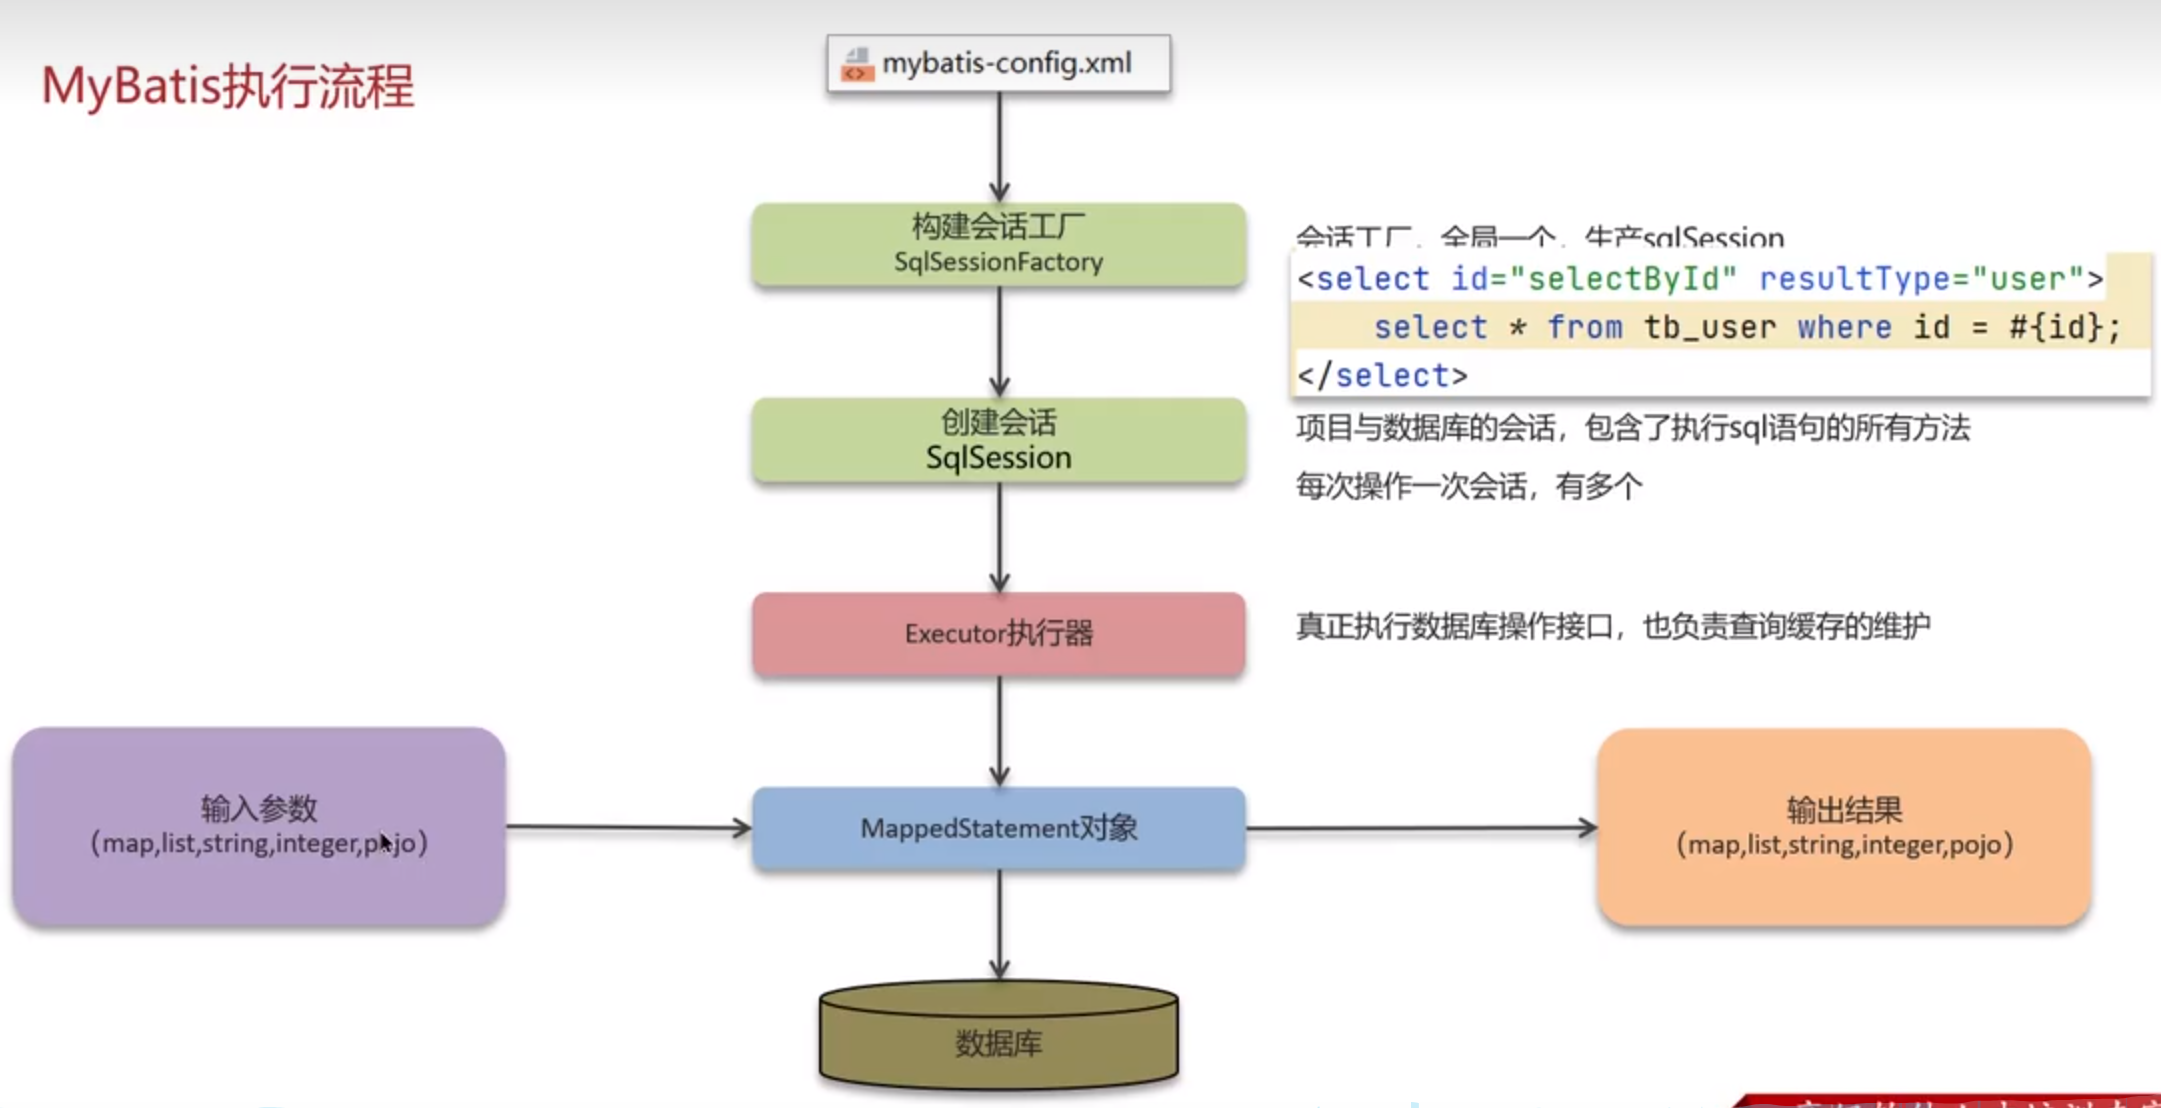 MyBatis执行流程
mybatis-config.xml
构建会话工厂
SqlSessionFactory
会话工厂，全局一个，生产sqlSession
<select id="selectById" resultType="user">
select * from tb_user where id = #{id};
</select>
创建会话
SqlSession
项目与数据库的会话，包含了执行sql语句的所有方法
每次操作一次会话，有多个
Executor执行器
真正执行数据库操作接口，也负责查询缓存的维护
输入参数
（map,list,string,integer,pojo）
MappedStatement对象
输出结果
（map,list,string,integer,pojo）
数据库